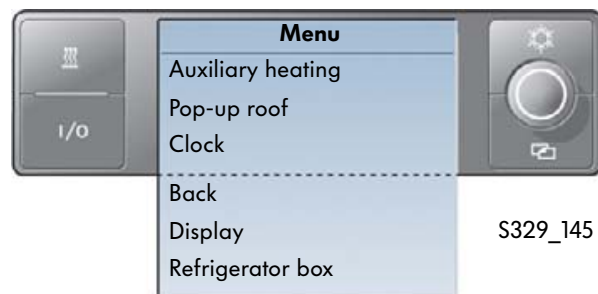 Menu
Auxiliary heating
Pop-up roof
I/O
Clock
Back
Display
S329_145
Refrigerator box